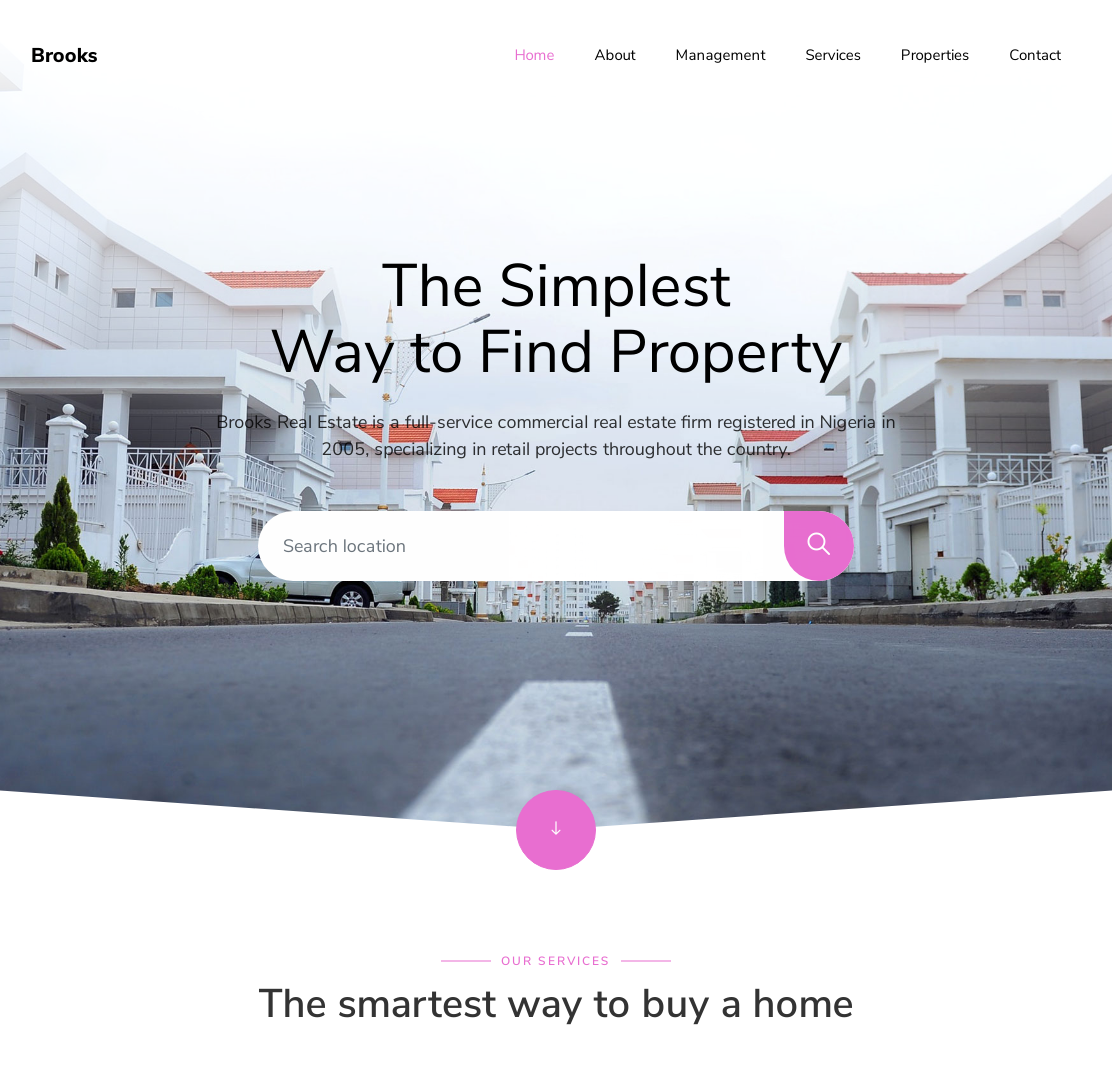 Brooks
Home About Management Services Properties Contact
The Simplest
Way to Find Property
Brooks Real Estate is a full-service commercial real estate firm registered in Nigeria in
2005, specializing in retail projects throughout the country.
Search location
OUR SERVICES
The smartest way to buy a home